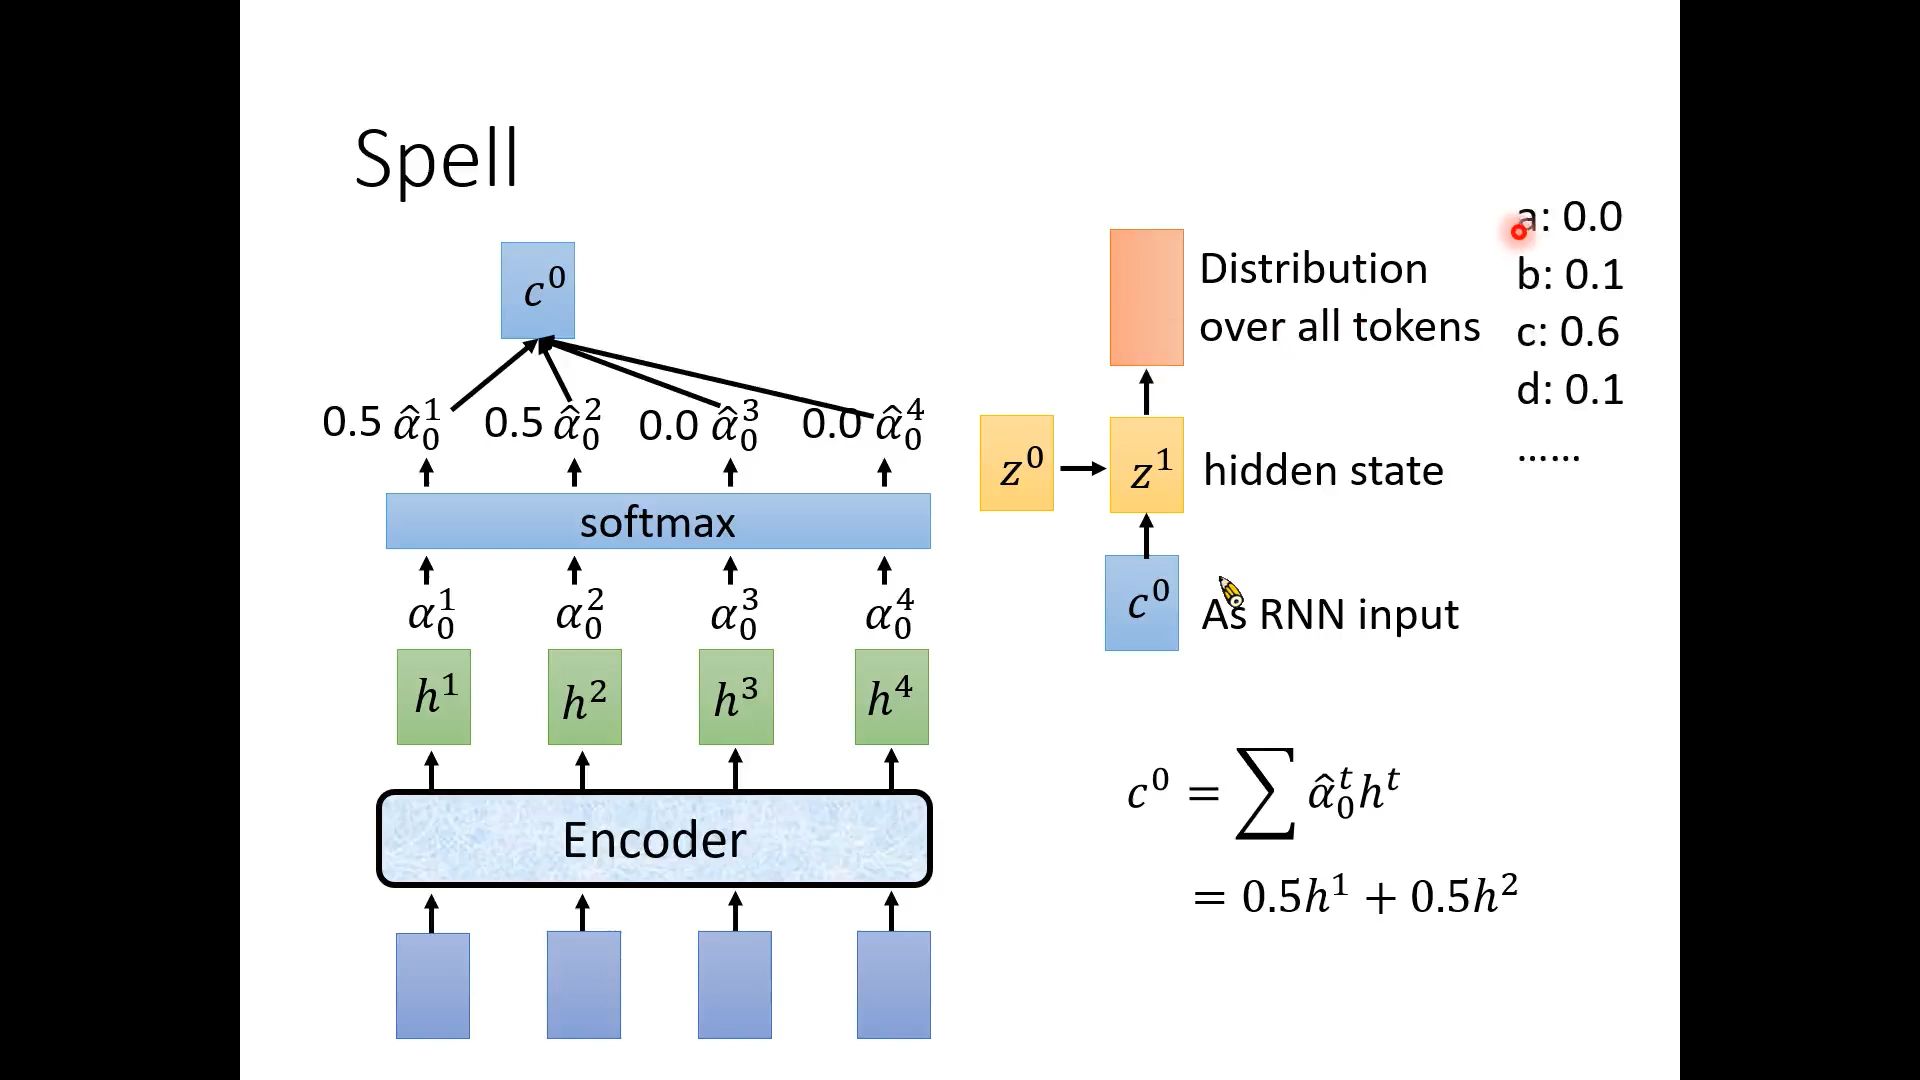 Spell
c⁰
0.5 α̂₀¹ 0.5 α̂₀² 0.0 α̂₀³ 0.0 α̂₀⁴
softmax
α₀¹ α₀² α₀³ α₀⁴
h¹ h² h³ h⁴
Encoder
Distribution
over all tokens
a: 0.0
b: 0.1
c: 0.6
d: 0.1
......
z⁰ z¹ hidden state
c⁰ As RNN input
c⁰ = ∑ α̂₀ᵗhᵗ
= 0.5h¹ + 0.5h²